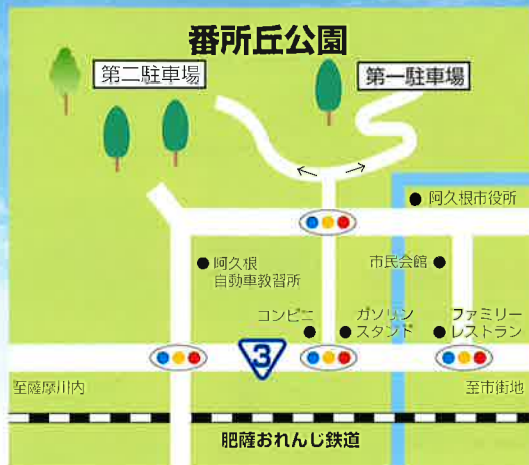 番所丘公園
第二駐車場
第一駐車場
阿久根市役所
阿久根
自動車教習所
市民会館
コンビニ
ガソリン
スタンド
ファミリー
レストラン
3
至薩摩川内
至市街地
肥薩おれんじ鉄道